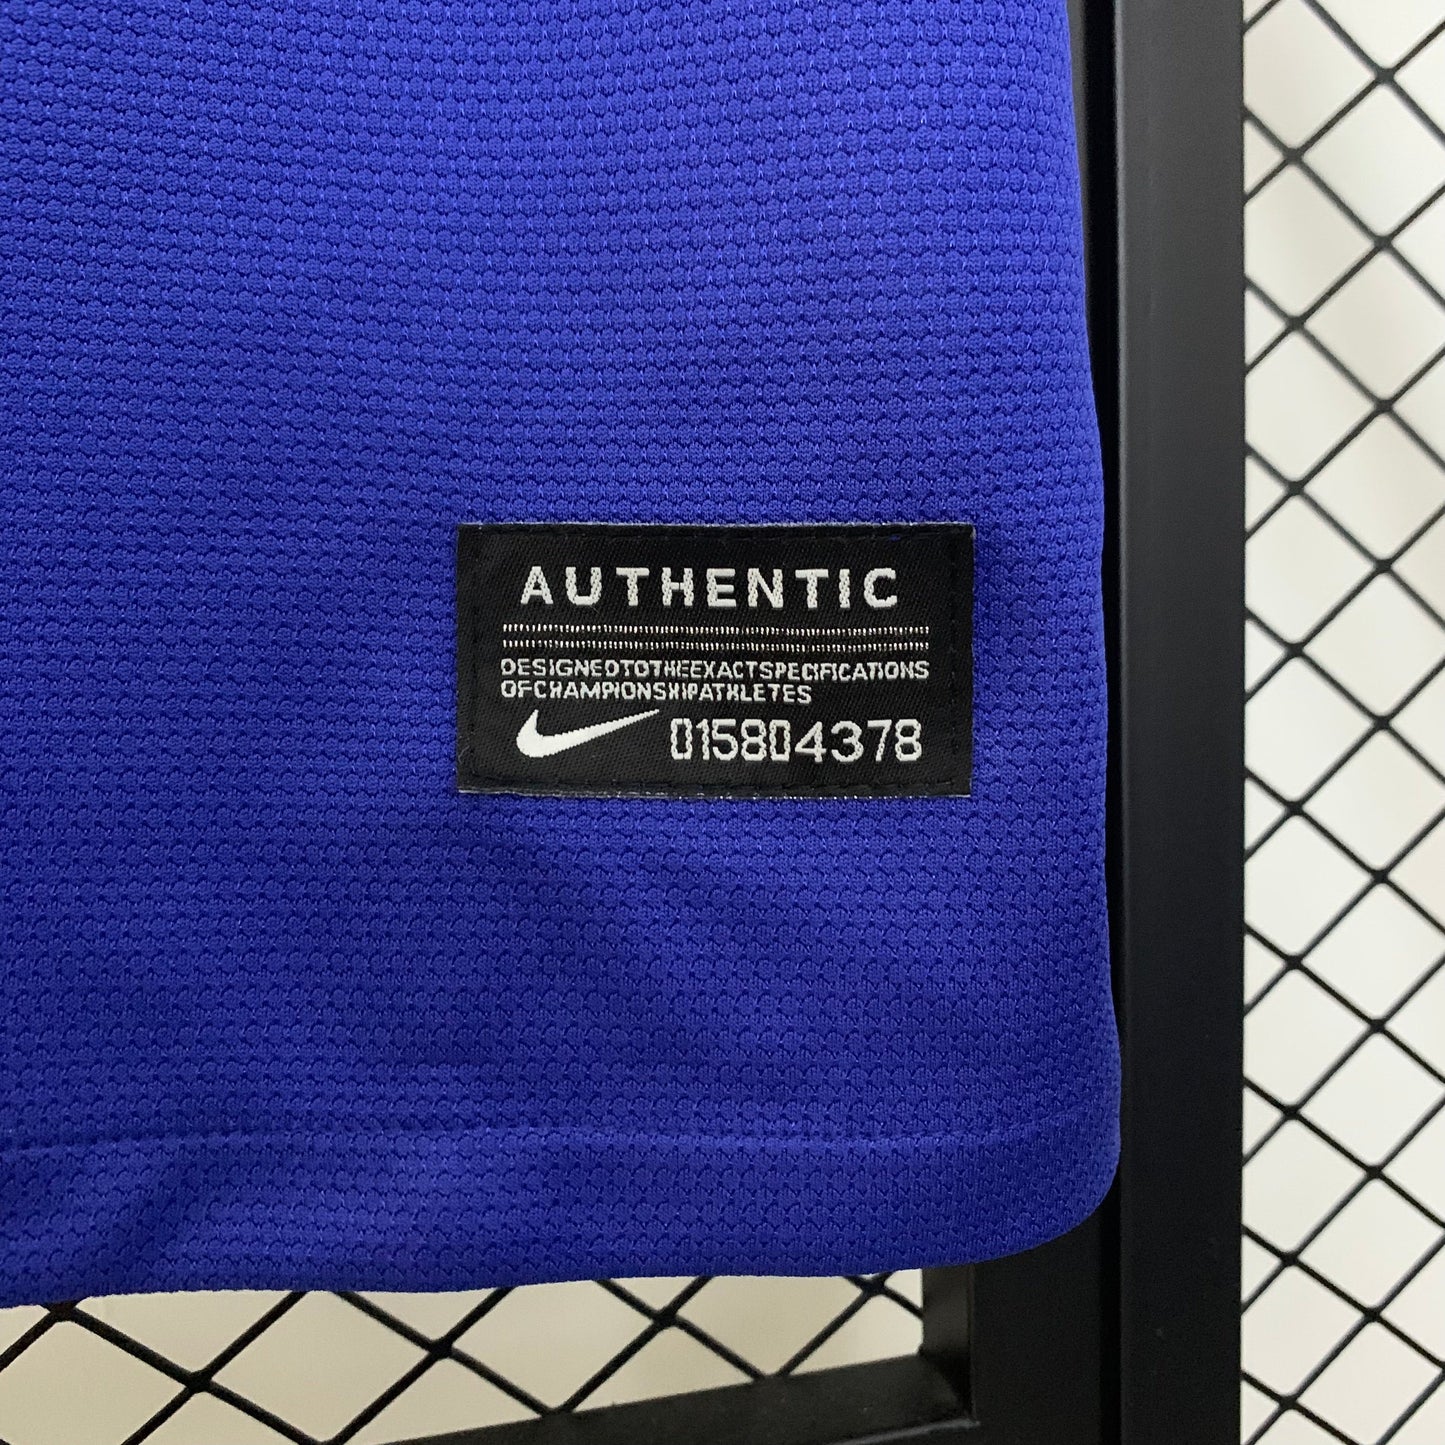 AUTHENTIC
DESIGNEDTOTHEEXACTSPECIFICATIONS
OFCHAMPIONSHIPATHLETES
015804378